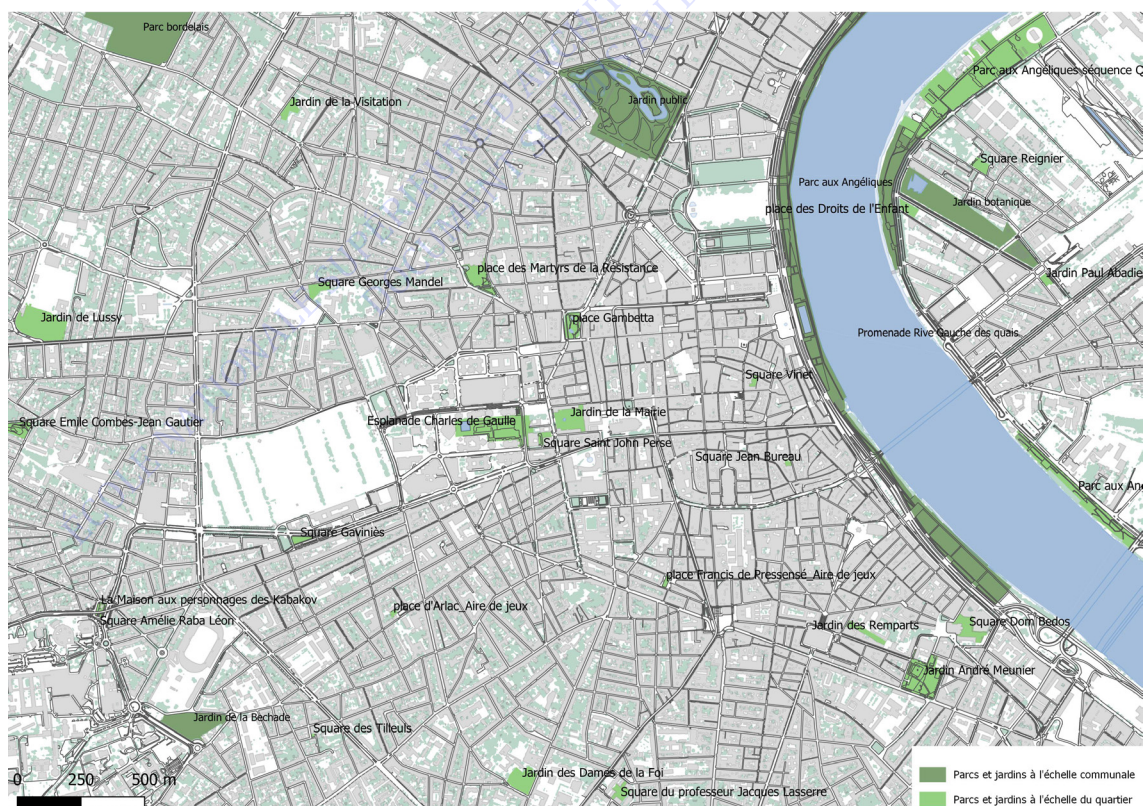 Parc bordelais
Jardin de la Visitation
Jardin public
Parc aux Angéliques séquence Q
Square Reignier
Parc aux Angéliques
Jardin botanique
place des Droits de l'Enfant
place des Martyrs de la Résistance
Jardin Paul Abadie
Square Georges Mandel
Jardin de Lussy
place Gambetta
Promenade Rive Gauche des quais
Square Vinet
Square Emile Combes-Jean Gautier
Esplanade Charles de Gaulle
Jardin de la Mairie
Square Saint John Perse
Square Jean Bureau
Parc aux An
Square Gaviniès
place Francis de Pressensé_Aire de jeux
La Maison aux personnages des Kabakov
place d'Arlac_Aire de jeux
Square Amélie Raba Léon
Jardin des Remparts
Square Dom Bedos
Jardin André Meunier
Jardin de la Bechade
Square des Tilleuls
Jardin des Dames de la Foi
Square du professeur Jacques Lasserre
0 250 500 m
Parcs et jardins à l'échelle communale
Parcs et jardins à l'échelle du quartier